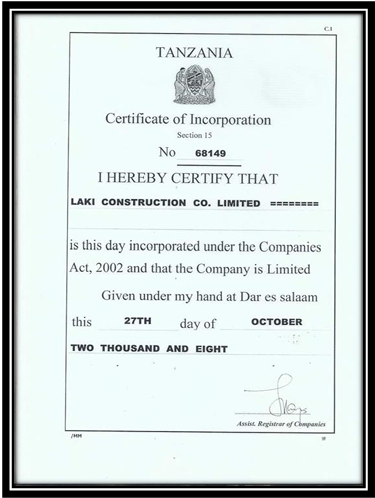 C.1
TANZANIA
Certificate of Incorporation
Section 15
No 68149
I HEREBY CERTIFY THAT
LAKI CONSTRUCTION CO. LIMITED ========
is this day incorporated under the Companies
Act, 2002 and that the Company is Limited
Given under my hand at Dar es salaam
this 27TH day of OCTOBER
TWO THOUSAND AND EIGHT
Assist. Registrar of Companies
/MM